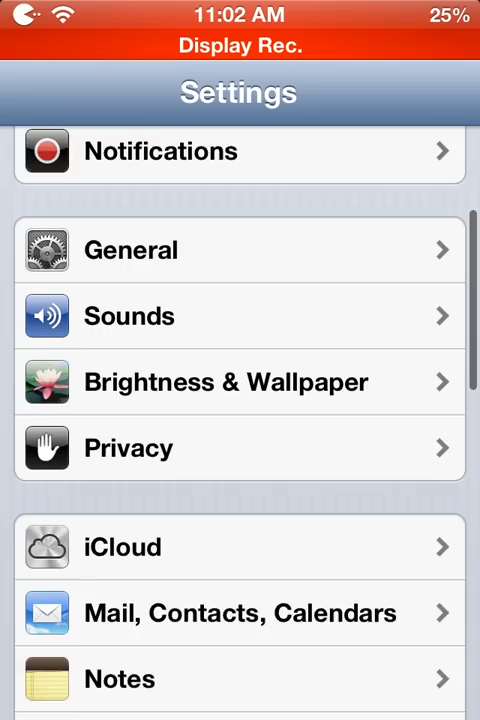 11:02 AM
25%
Display Rec.
Settings
Notifications
General
Sounds
Brightness & Wallpaper
Privacy
iCloud
Mail, Contacts, Calendars
Notes